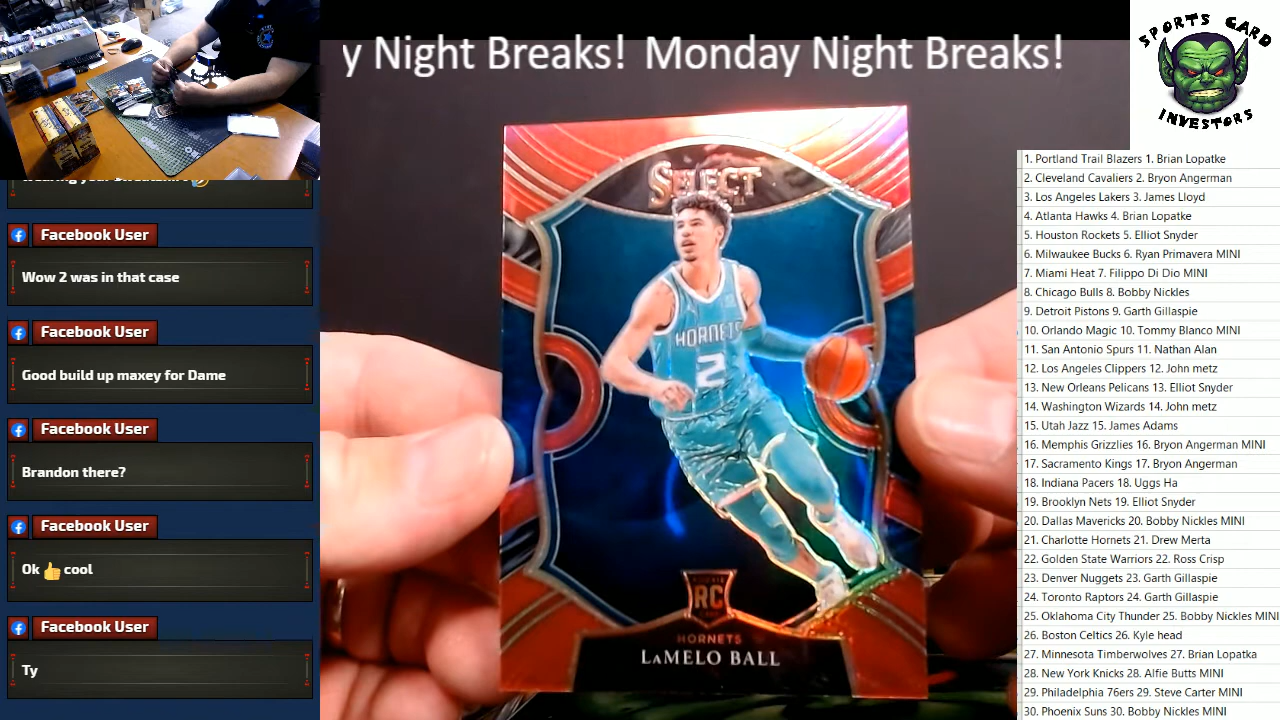 y Night Breaks! Monday Night Breaks!
SPORTS CARD
INVESTORS
Facebook User
Wow 2 was in that case
Facebook User
Good build up maxey for Dame
Facebook User
Brandon there?
Facebook User
Ok 👍 cool
Facebook User
Ty
SELECT
HORNETS
2
ROOKIE
RC
HORNETS
LAMELO BALL
1. Portland Trail Blazers 1. Brian Lopatke
2. Cleveland Cavaliers 2. Bryon Angerman
3. Los Angeles Lakers 3. James Lloyd
4. Atlanta Hawks 4. Brian Lopatke
5. Houston Rockets 5. Elliot Snyder
6. Milwaukee Bucks 6. Ryan Primavera MINI
7. Miami Heat 7. Filippo Di Dio MINI
8. Chicago Bulls 8. Bobby Nickles
9. Detroit Pistons 9. Garth Gillaspie
10. Orlando Magic 10. Tommy Blanco MINI
11. San Antonio Spurs 11. Nathan Alan
12. Los Angeles Clippers 12. John metz
13. New Orleans Pelicans 13. Elliot Snyder
14. Washington Wizards 14. John metz
15. Utah Jazz 15. James Adams
16. Memphis Grizzlies 16. Bryon Angerman MINI
17. Sacramento Kings 17. Bryon Angerman
18. Indiana Pacers 18. Uggs Ha
19. Brooklyn Nets 19. Elliot Snyder
20. Dallas Mavericks 20. Bobby Nickles MINI
21. Charlotte Hornets 21. Drew Merta
22. Golden State Warriors 22. Ross Crisp
23. Denver Nuggets 23. Garth Gillaspie
24. Toronto Raptors 24. Garth Gillaspie
25. Oklahoma City Thunder 25. Bobby Nickles MINI
26. Boston Celtics 26. Kyle head
27. Minnesota Timberwolves 27. Brian Lopatka
28. New York Knicks 28. Alfie Butts MINI
29. Philadelphia 76ers 29. Steve Carter MINI
30. Phoenix Suns 30. Bobby Nickles MINI